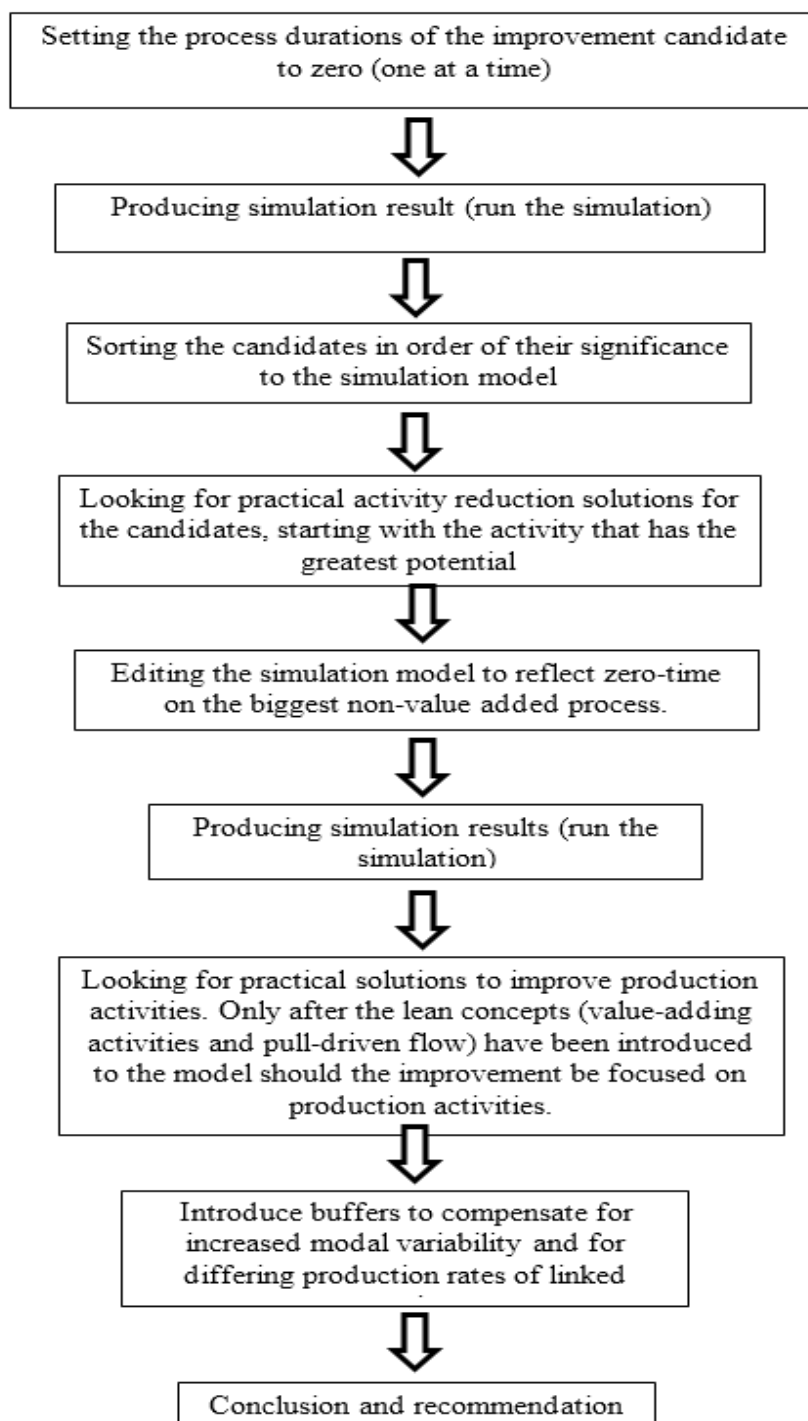 Setting the process durations of the improvement candidate
to zero (one at a time)
Producing simulation result (run the simulation)
Sorting the candidates in order of their significance
to the simulation model
Looking for practical activity reduction solutions for
the candidates, starting with the activity that has the
greatest potential
Editing the simulation model to reflect zero-time
on the biggest non-value added process.
Producing simulation results (run the
simulation)
Looking for practical solutions to improve production
activities. Only after the lean concepts (value-adding
activities and pull-driven flow) have been introduced
to the model should the improvement be focused on
production activities.
Introduce buffers to compensate for
increased modal variability and for
differing production rates of linked
Conclusion and recommendation